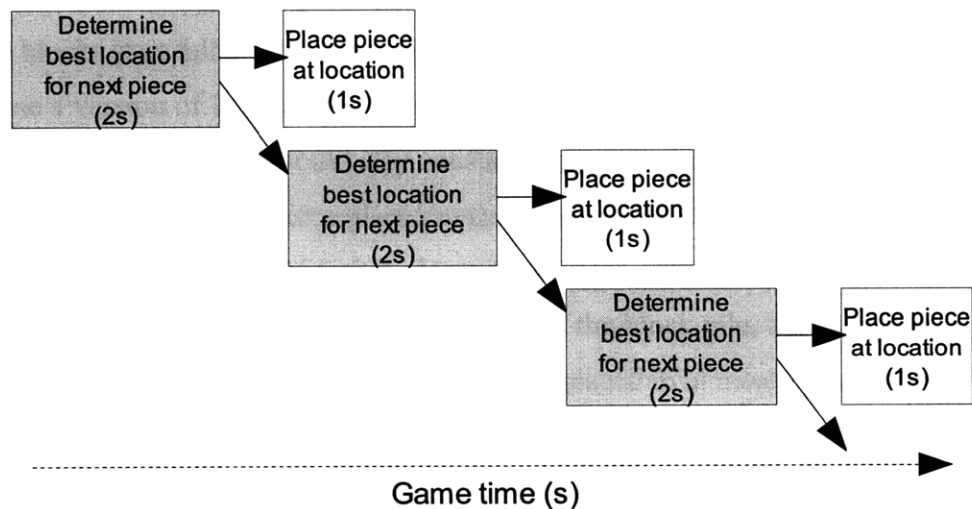 Determine
best location
for next piece
(2s)
Place piece
at location
(1s)
Determine
best location
for next piece
(2s)
Place piece
at location
(1s)
Determine
best location
for next piece
(2s)
Place piece
at location
(1s)
Game time (s)